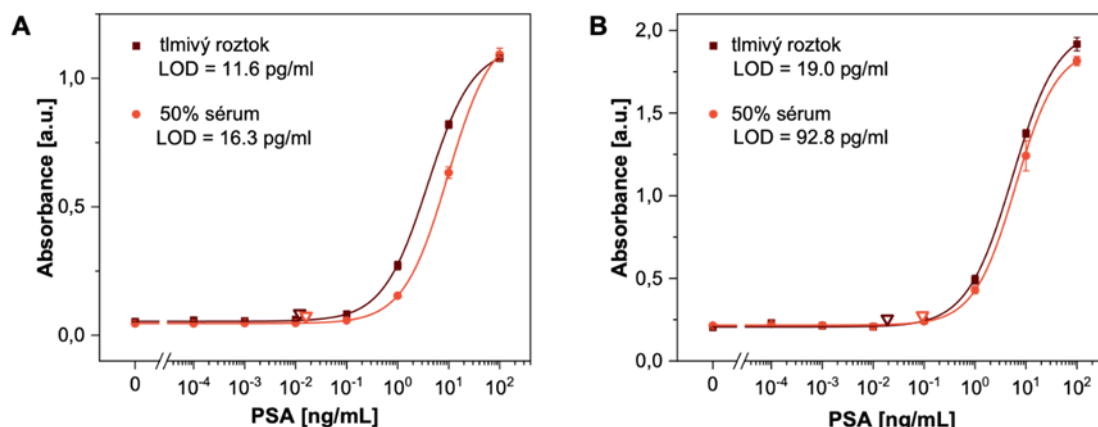 A
tlmivý roztok
LOD = 11.6 pg/ml
50% sérum
LOD = 16.3 pg/ml
1,0
0,5
0,0
Absorbance [a.u.]
0
10-4
10-3
10-2
10-1
100
101
102
PSA [ng/mL]
B
tlmivý roztok
LOD = 19.0 pg/ml
50% sérum
LOD = 92.8 pg/ml
2,0
1,5
1,0
0,5
0,0
Absorbance [a.u.]
0
10-4
10-3
10-2
10-1
100
101
102
PSA [ng/mL]